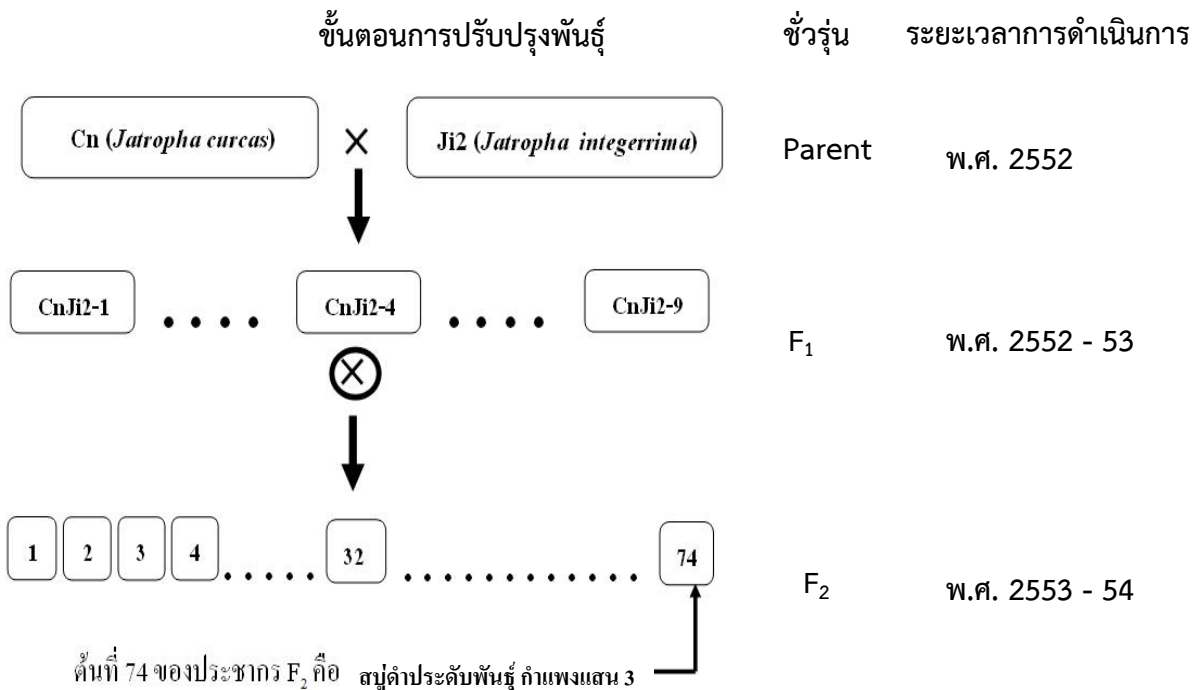 ขั้นตอนการปรับปรุงพันธุ์ ชั่วรุ่น ระยะเวลาการดำเนินการ
Cn (Jatropha curcas) × Ji2 (Jatropha integerrima) Parent พ.ศ. 2552
CnJi2-1 .... CnJi2-4 .... CnJi2-9
F₁ พ.ศ. 2552 - 53
1 2 3 4 ..... 32 ............ 74
F₂ พ.ศ. 2553 - 54
ต้นที่ 74 ของประชากร F₂ คือ สบู่ดำประดับพันธุ์ กำแพงแสน 3